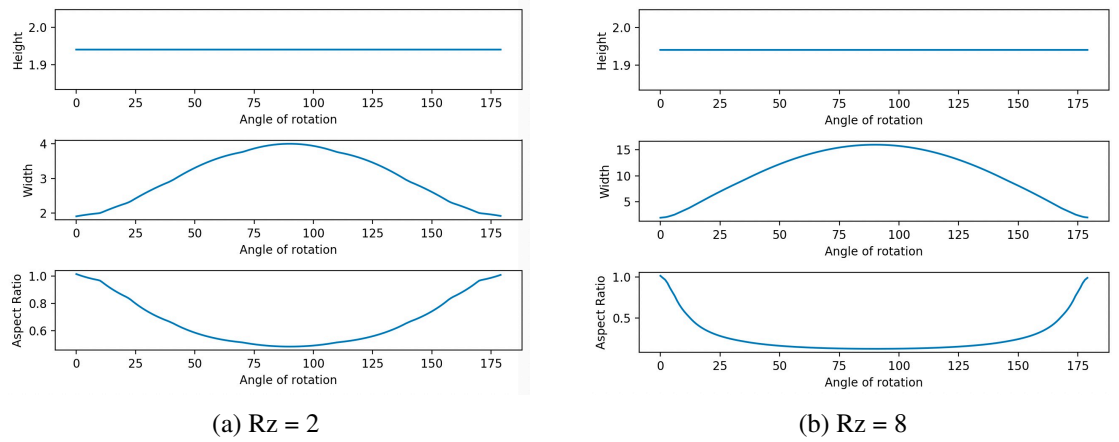 2.0
1.9
Height
0 25 50 75 100 125 150 175
Angle of rotation
4
2
Width
0 25 50 75 100 125 150 175
Angle of rotation
1.0
0.8
0.6
Aspect Ratio
0 25 50 75 100 125 150 175
Angle of rotation
(a) Rz = 2
2.0
1.9
Height
0 25 50 75 100 125 150 175
Angle of rotation
15
10
5
Width
0 25 50 75 100 125 150 175
Angle of rotation
1.0
0.5
Aspect Ratio
0 25 50 75 100 125 150 175
Angle of rotation
(b) Rz = 8